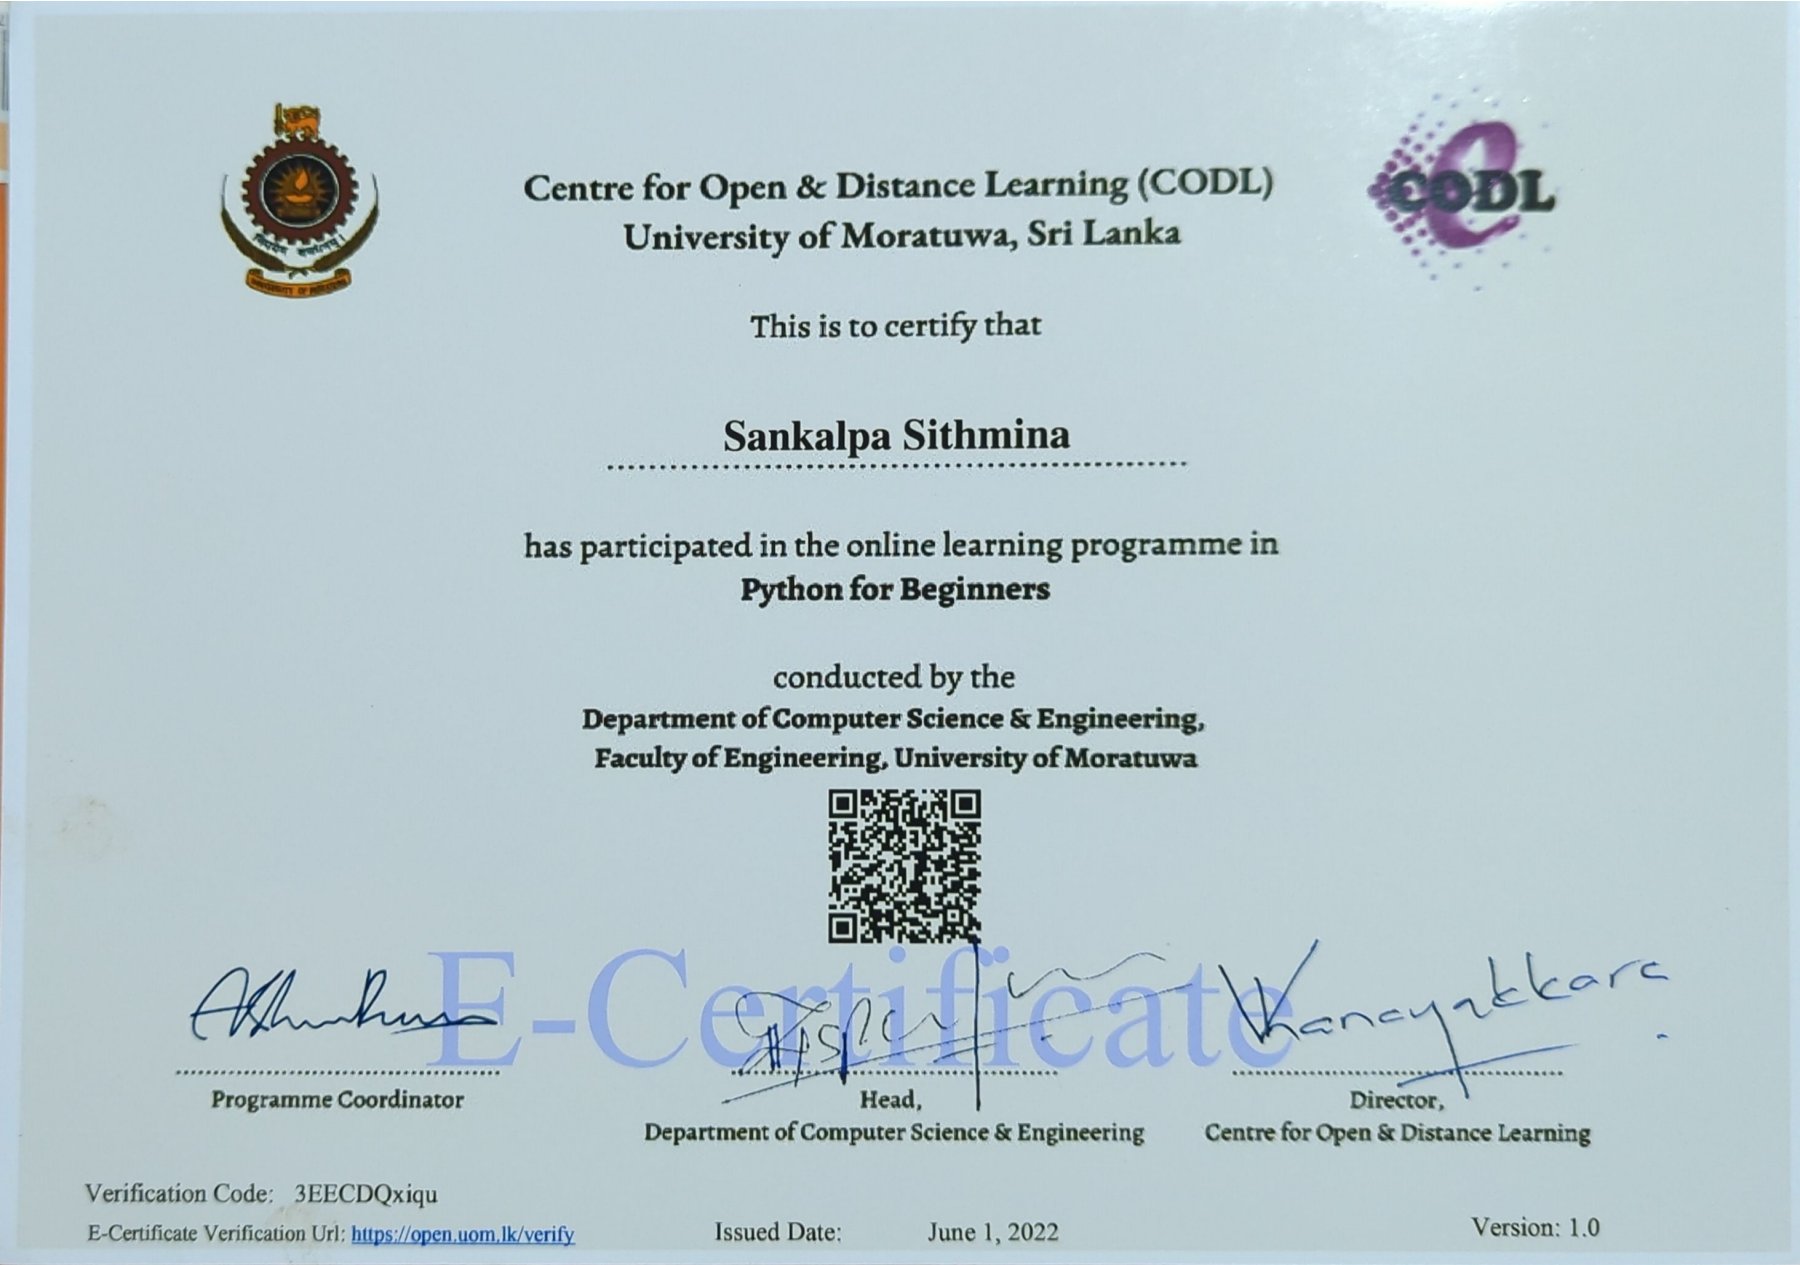 Centre for Open & Distance Learning (CODL)
CODL
University of Moratuwa, Sri Lanka
UNIVERSITY OF MORATUWA
This is to certify that
Sankalpa Sithmina
has participated in the online learning programme in
Python for Beginners
conducted by the
Department of Computer Science & Engineering,
Faculty of Engineering, University of Moratuwa
E-Certificate
Programme Coordinator
Head,
Department of Computer Science & Engineering
Director,
Centre for Open & Distance Learning
Verification Code: 3EECDQxiqu
E-Certificate Verification Url: https://open.uom.lk/verify
Issued Date: June 1, 2022
Version: 1.0